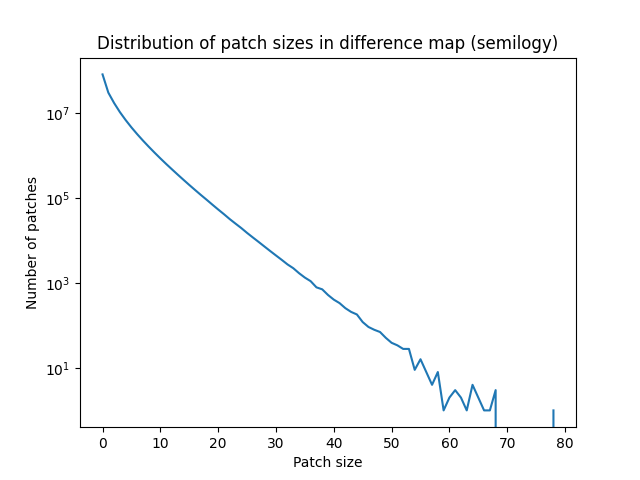 Distribution of patch sizes in difference map (semilogy)
10^7
10^5
10^3
10^1
Number of patches
0 10 20 30 40 50 60 70 80
Patch size